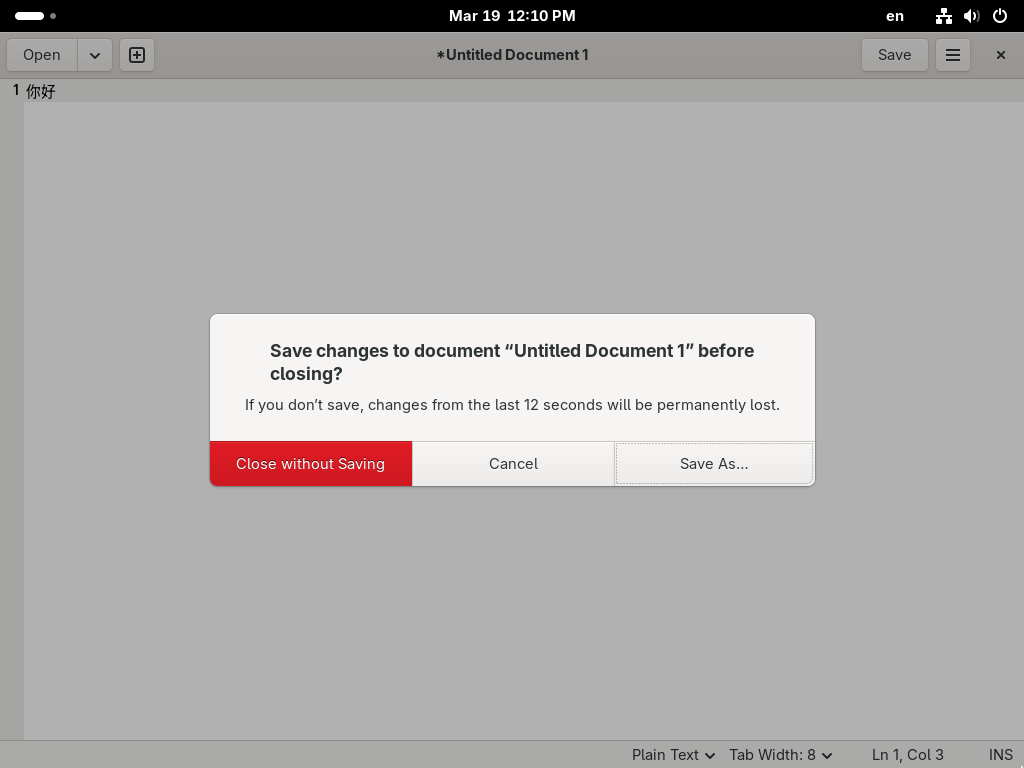 Mar 19 12:10 PM
en
Open
*Untitled Document 1
Save
1 你好
Save changes to document “Untitled Document 1” before
closing?
If you don’t save, changes from the last 12 seconds will be permanently lost.
Close without Saving
Cancel
Save As…
Plain Text
Tab Width: 8
Ln 1, Col 3
INS